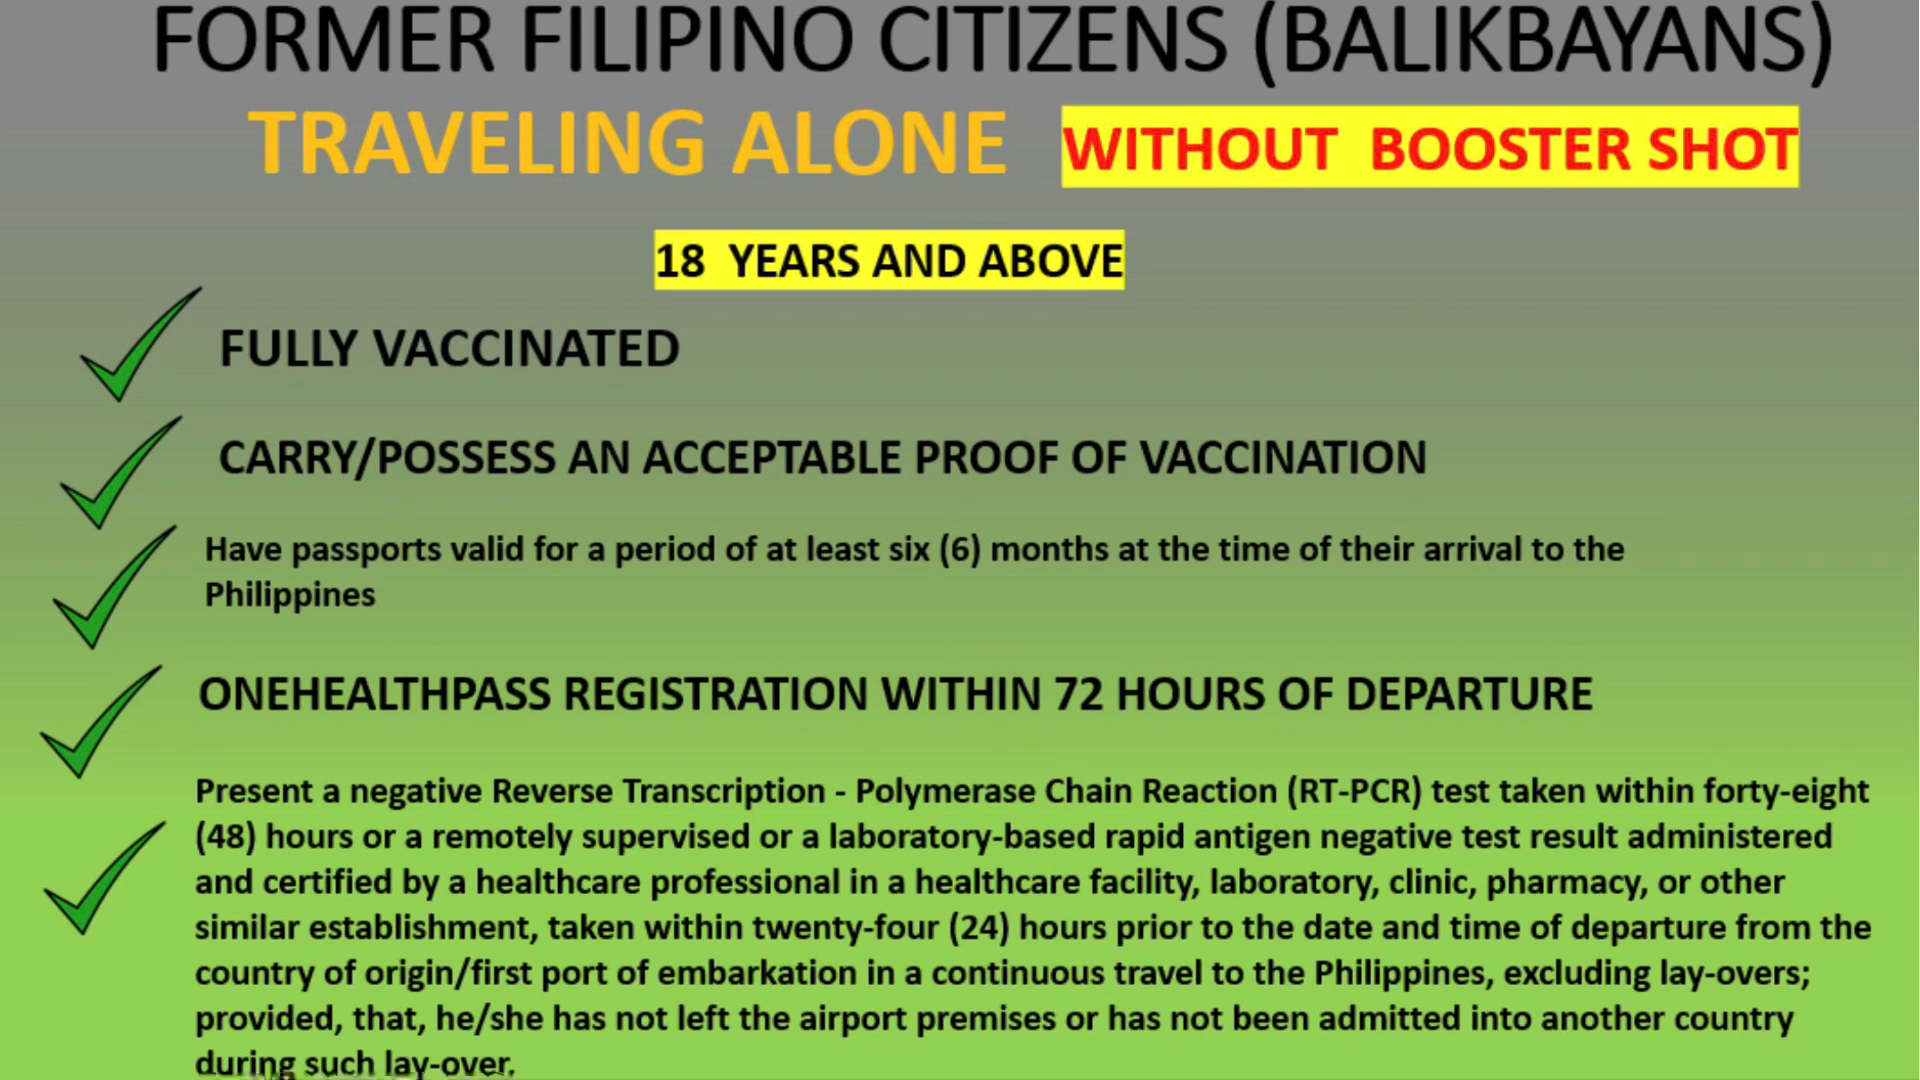 FORMER FILIPINO CITIZENS (BALIKBAYANS)
TRAVELING ALONE WITHOUT BOOSTER SHOT
18 YEARS AND ABOVE
FULLY VACCINATED
CARRY/POSSESS AN ACCEPTABLE PROOF OF VACCINATION
Have passports valid for a period of at least six (6) months at the time of their arrival to the
Philippines
ONEHEALTHPASS REGISTRATION WITHIN 72 HOURS OF DEPARTURE
Present a negative Reverse Transcription - Polymerase Chain Reaction (RT-PCR) test taken within forty-eight
(48) hours or a remotely supervised or a laboratory-based rapid antigen negative test result administered
and certified by a healthcare professional in a healthcare facility, laboratory, clinic, pharmacy, or other
similar establishment, taken within twenty-four (24) hours prior to the date and time of departure from the
country of origin/first port of embarkation in a continuous travel to the Philippines, excluding lay-overs;
provided, that, he/she has not left the airport premises or has not been admitted into another country
during such lay-over.